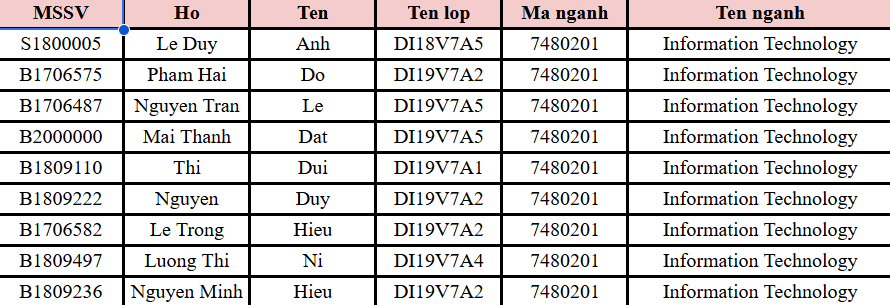 MSSV Ho Ten Ten lop Ma nganh Ten nganh
S1800005 Le Duy Anh DI18V7A5 7480201 Information Technology
B1706575 Pham Hai Do DI19V7A2 7480201 Information Technology
B1706487 Nguyen Tran Le DI19V7A5 7480201 Information Technology
B2000000 Mai Thanh Dat DI19V7A5 7480201 Information Technology
B1809110 Thi Dui DI19V7A1 7480201 Information Technology
B1809222 Nguyen Duy DI19V7A2 7480201 Information Technology
B1706582 Le Trong Hieu DI19V7A2 7480201 Information Technology
B1809497 Luong Thi Ni DI19V7A4 7480201 Information Technology
B1809236 Nguyen Minh Hieu DI19V7A2 7480201 Information Technology